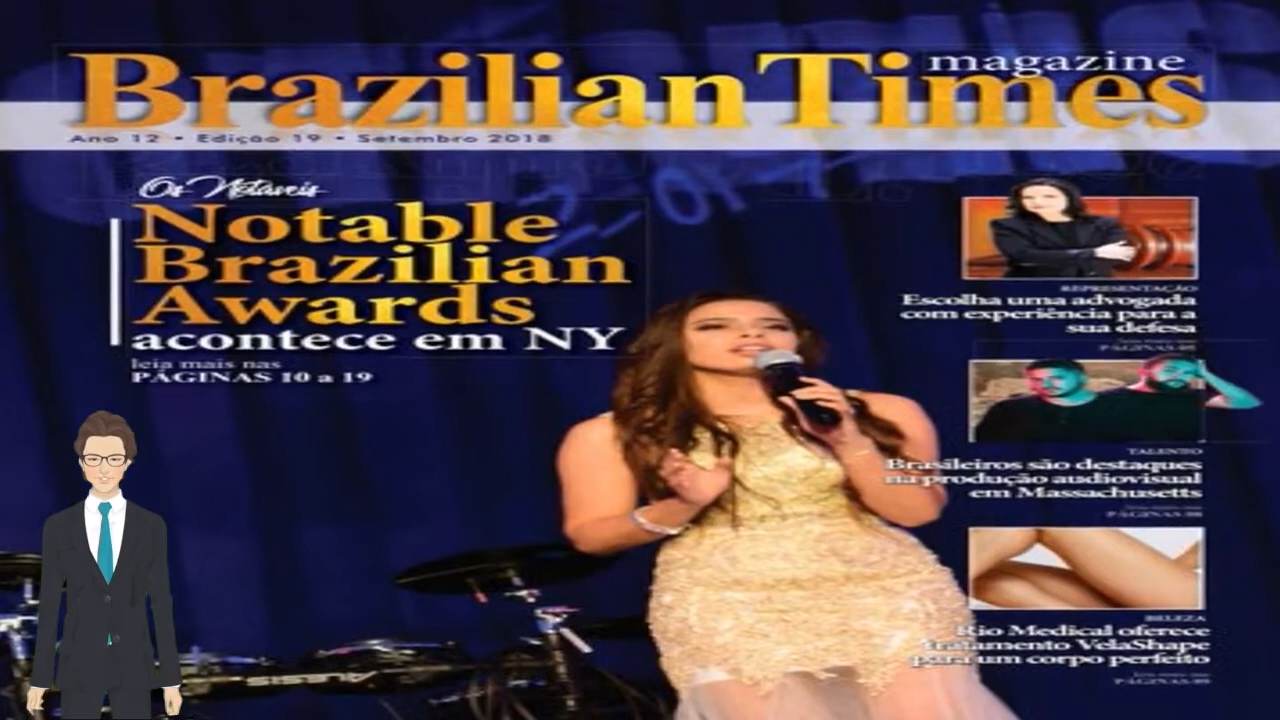 Brazilian Times
magazine
Ano 12 • Edição 19 • Setembro 2018
Os Notáveis
Notable
Brazilian
Awards
acontece em NY
leia mais nas
PÁGINAS 10 a 19
REPRESENTAÇÃO
Escolha uma advogada
com experiência para a
sua defesa
TALENTO
Brasileiros são destaques
na produção audiovisual
em Massachusetts
BELEZA
Rio Medical oferece
tratamento VelaShape
para um corpo perfeito